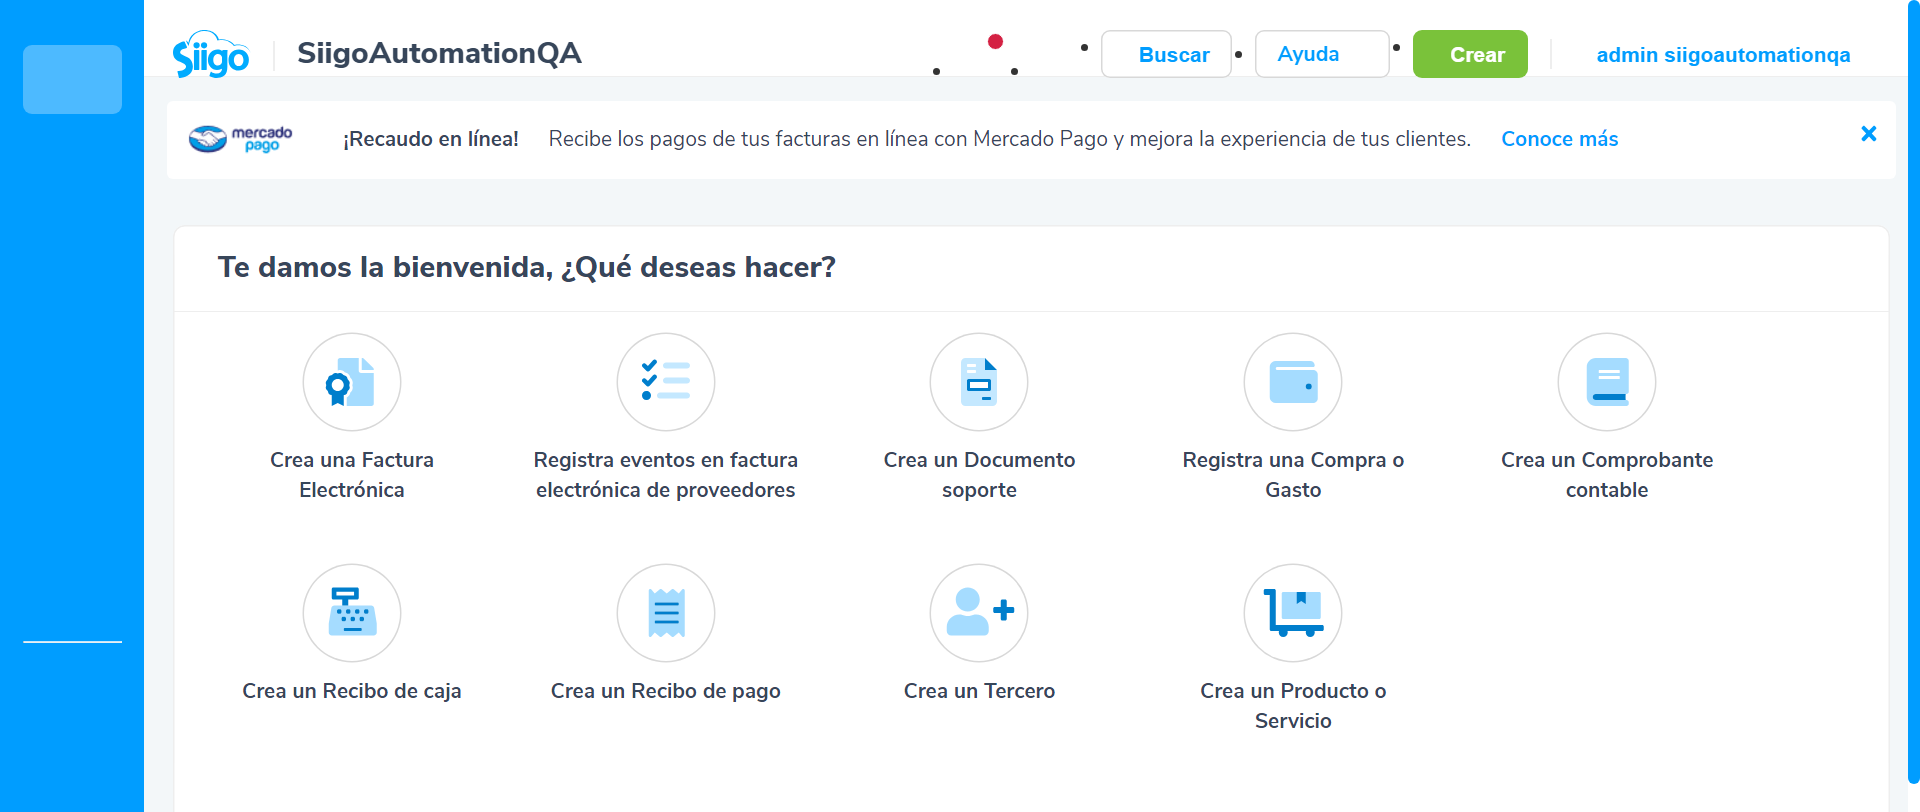 Siigo
SiigoAutomationQA
Buscar
Ayuda
Crear
admin siigoautomationqa
mercado
pago
¡Recaudo en línea! Recibe los pagos de tus facturas en línea con Mercado Pago y mejora la experiencia de tus clientes. Conoce más
Te damos la bienvenida, ¿Qué deseas hacer?
Crea una Factura
Electrónica
Registra eventos en factura
electrónica de proveedores
Crea un Documento
soporte
Registra una Compra o
Gasto
Crea un Comprobante
contable
Crea un Recibo de caja
Crea un Recibo de pago
Crea un Tercero
Crea un Producto o
Servicio